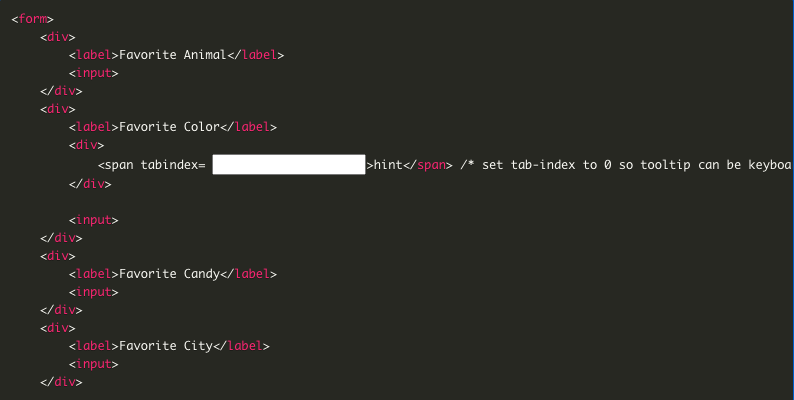 <form>
<div>
<label>Favorite Animal</label>
<input>
</div>
<div>
<label>Favorite Color</label>
<div>
<span tabindex= >hint</span> /* set tab-index to 0 so tooltip can be keyboa
</div>
<input>
</div>
<div>
<label>Favorite Candy</label>
<input>
</div>
<div>
<label>Favorite City</label>
<input>
</div>